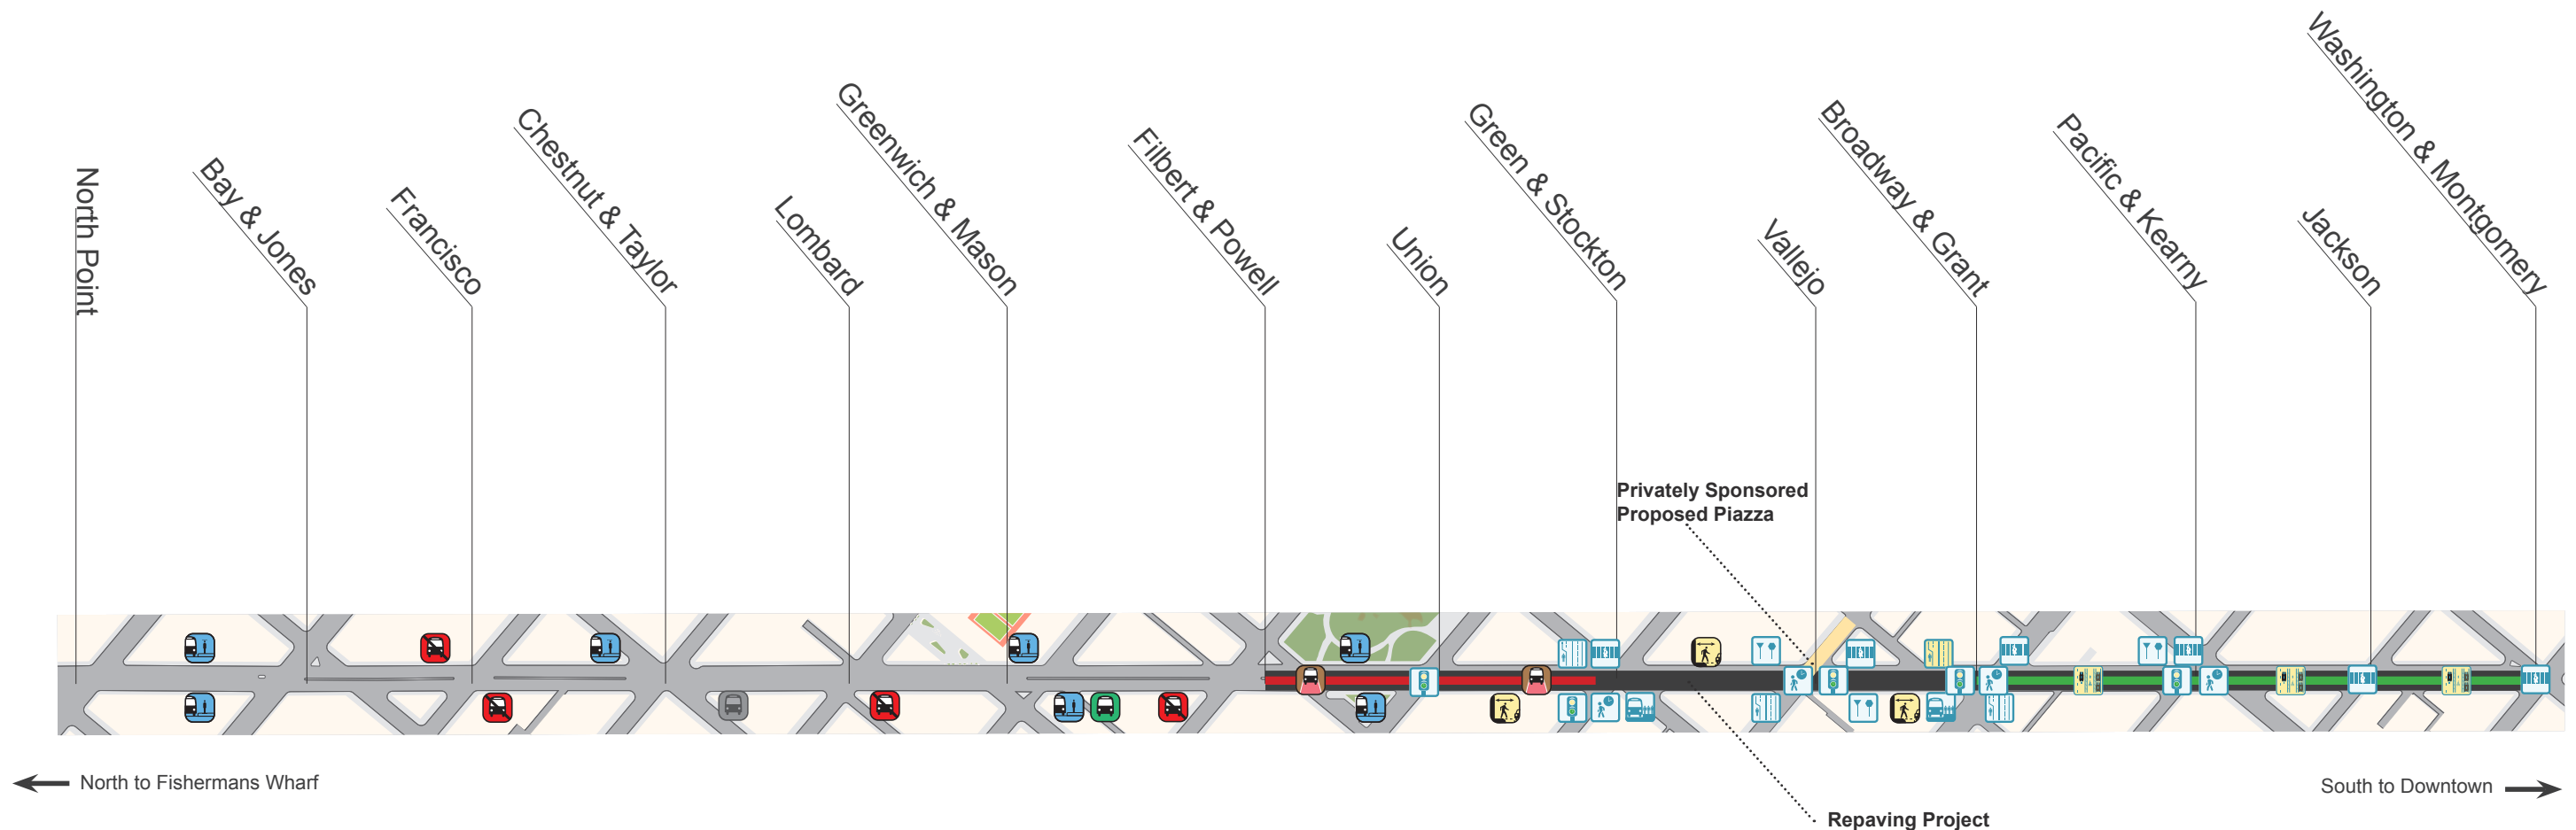 North Point
Bay & Jones
Francisco
Chestnut & Taylor
Lombard
Greenwich & Mason
Filbert & Powell
Union
Green & Stockton
Vallejo
Broadway & Grant
Pacific & Kearny
Jackson
Washington & Montgomery
Privately Sponsored
Proposed Piazza
North to Fishermans Wharf
South to Downtown
Repaving Project